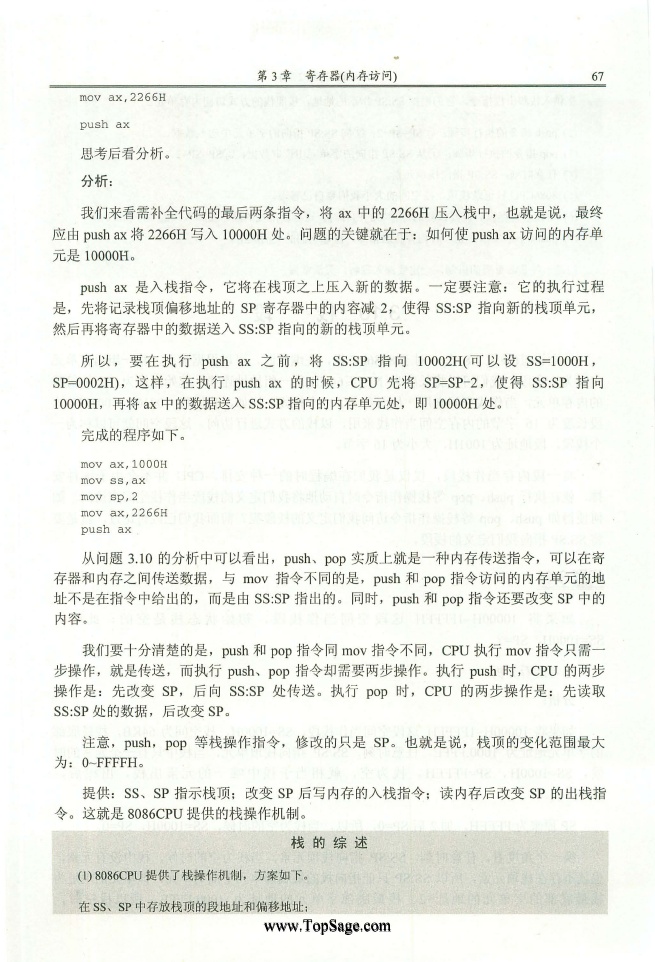 第 3 章 寄存器(内存访问) 67
mov ax,2266H
push ax
思考后看分析。
分析：
我们来看需补全代码的最后两条指令，将 ax 中的 2266H 压入栈中，也就是说，最终
应由 push ax 将 2266H 写入 10000H 处。问题的关键就在于：如何使 push ax 访问的内存单
元是 10000H。
push ax 是入栈指令，它将在栈顶之上压入新的数据。一定要注意：它的执行过程
是，先将记录栈顶偏移地址的 SP 寄存器中的内容减 2，使得 SS:SP 指向新的栈顶单元，
然后再将寄存器中的数据送入 SS:SP 指向的新的栈顶单元。
所以，要在执行 push ax 之前，将 SS:SP 指向 10002H(可以设 SS=1000H，
SP=0002H)，这样，在执行 push ax 的时候，CPU 先将 SP=SP-2，使得 SS:SP 指向
10000H，再将 ax 中的数据送入 SS:SP 指向的内存单元处，即 10000H 处。
完成的程序如下。
mov ax,1000H
mov ss,ax
mov sp,2
mov ax,2266H
push ax
从问题 3.10 的分析中可以看出，push、pop 实质上就是一种内存传送指令，可以在寄
存器和内存之间传送数据，与 mov 指令不同的是，push 和 pop 指令访问的内存单元的地
址不是在指令中给出的，而是由 SS:SP 指出的。同时，push 和 pop 指令还要改变 SP 中的
内容。
我们要十分清楚的是，push 和 pop 指令同 mov 指令不同，CPU 执行 mov 指令只需一
步操作，就是传送，而执行 push、pop 指令却需要两步操作。执行 push 时，CPU 的两步
操作是：先改变 SP，后向 SS:SP 处传送。执行 pop 时，CPU 的两步操作是：先读取
SS:SP 处的数据，后改变 SP。
注意，push，pop 等栈操作指令，修改的只是 SP。也就是说，栈顶的变化范围最大
为：0~FFFFH。
提供：SS、SP 指示栈顶；改变 SP 后写内存的入栈指令；读内存后改变 SP 的出栈指
令。这就是 8086CPU 提供的栈操作机制。
栈 的 综 述
(1) 8086CPU 提供了栈操作机制，方案如下。
在 SS、SP 中存放栈顶的段地址和偏移地址；
www.TopSage.com